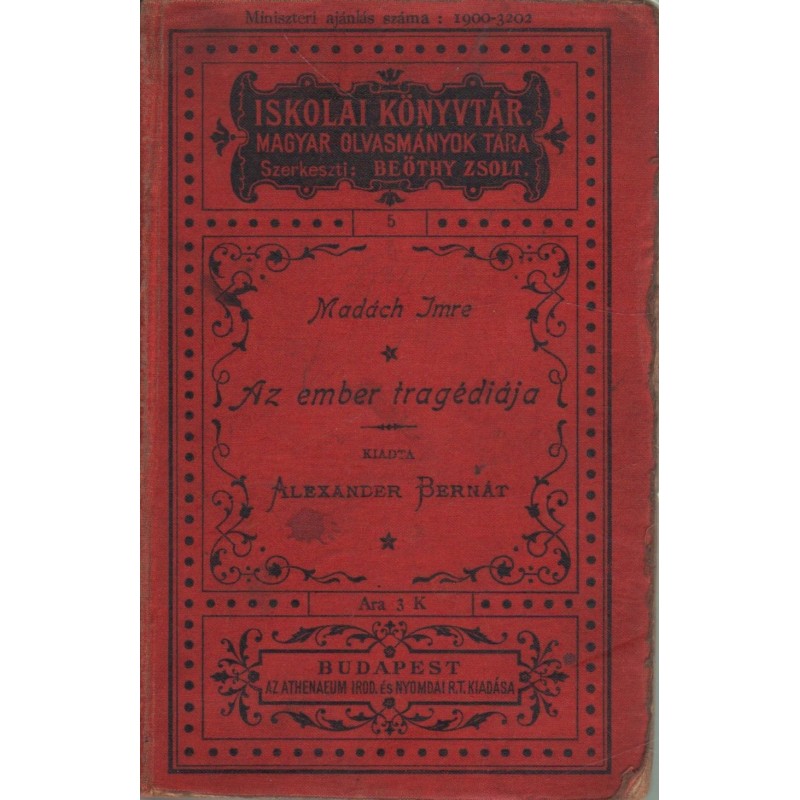 Miniszteri ajánlás száma : 1900-3202
ISKOLAI KÖNYVTÁR.
MAGYAR OLVASMÁNYOK TÁRA
Szerkeszti: BEÖTHY ZSOLT.
5
Madách Imre
Az ember tragédiája
KIADTA
ALEXANDER BERNÁT
Ara 3 K
BUDAPEST
AZ ATHENAEUM IROD. és NYOMDAI R.T. KIADÁSA